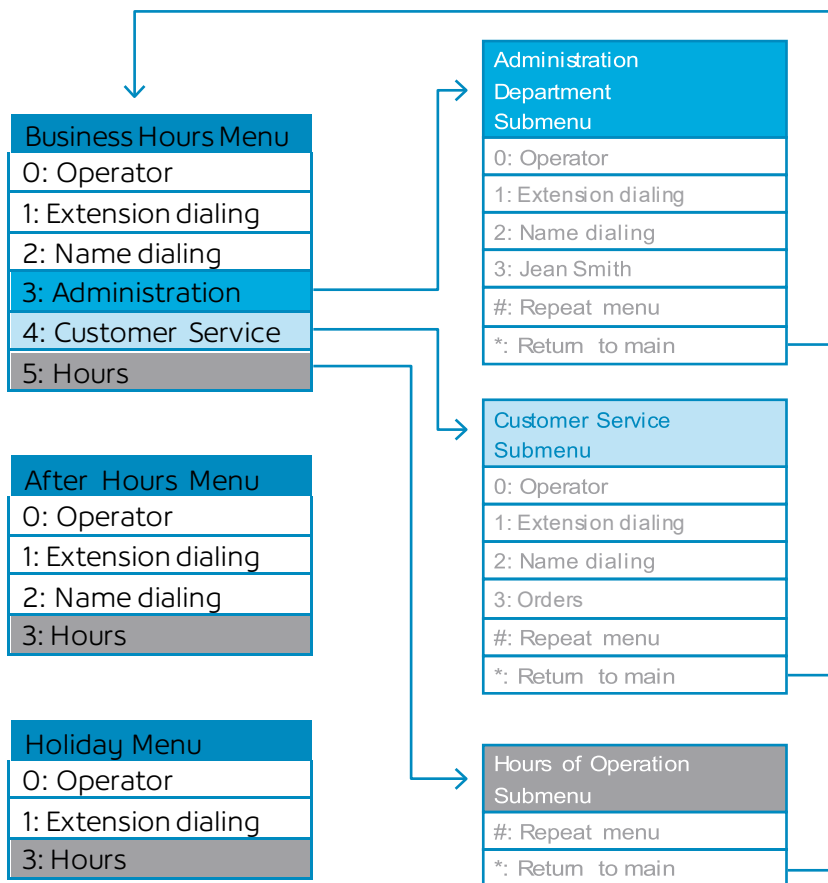 Business Hours Menu
0: Operator
1: Extension dialing
2: Name dialing
3: Administration
4: Customer Service
5: Hours
After Hours Menu
0: Operator
1: Extension dialing
2: Name dialing
3: Hours
Holiday Menu
0: Operator
1: Extension dialing
3: Hours
Administration
Department
Submenu
0: Operator
1: Extension dialing
2: Name dialing
3: Jean Smith
#: Repeat menu
*: Return to main
Customer Service
Submenu
0: Operator
1: Extension dialing
2: Name dialing
3: Orders
#: Repeat menu
*: Return to main
Hours of Operation
Submenu
#: Repeat menu
*: Return to main